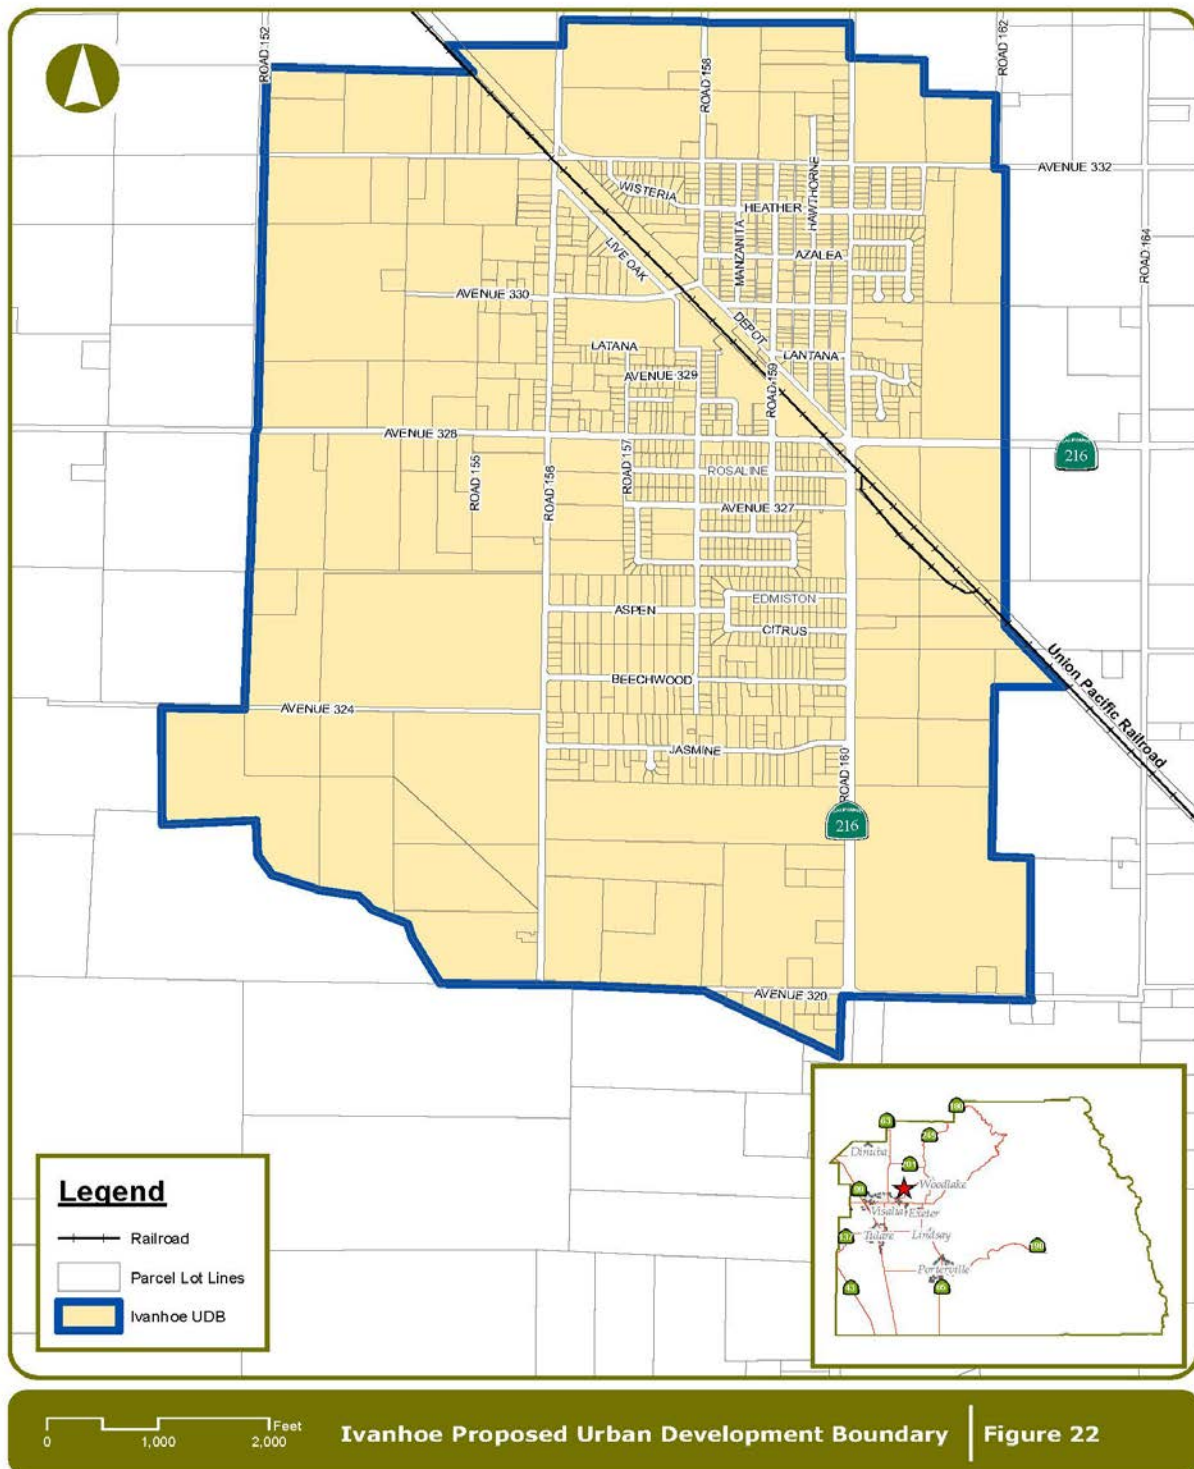 ROAD 152
ROAD 158
ROAD 162
AVENUE 332
WISTERIA
HEATHER
HAWTHORNE
MANZANITA
AZALEA
LIVE OAK
ROAD 164
AVENUE 330
DEPOT
LATANA
LANTANA
AVENUE 329
ROAD 159
AVENUE 328
CALIFORNIA
216
ROAD 155
ROAD 156
ROAD 157
ROSALINE
AVENUE 327
EDMISTON
ASPEN
CITRUS
BEECHWOOD
Union Pacific Railroad
AVENUE 324
JASMINE
ROAD 160
CALIFORNIA
216
AVENUE 320
Dinuba
Woodlake
Visalia
Exeter
Tulare
Lindsay
Porterville
Legend
Railroad
Parcel Lot Lines
Ivanhoe UDB
Feet
0 1,000 2,000
Ivanhoe Proposed Urban Development Boundary
Figure 22